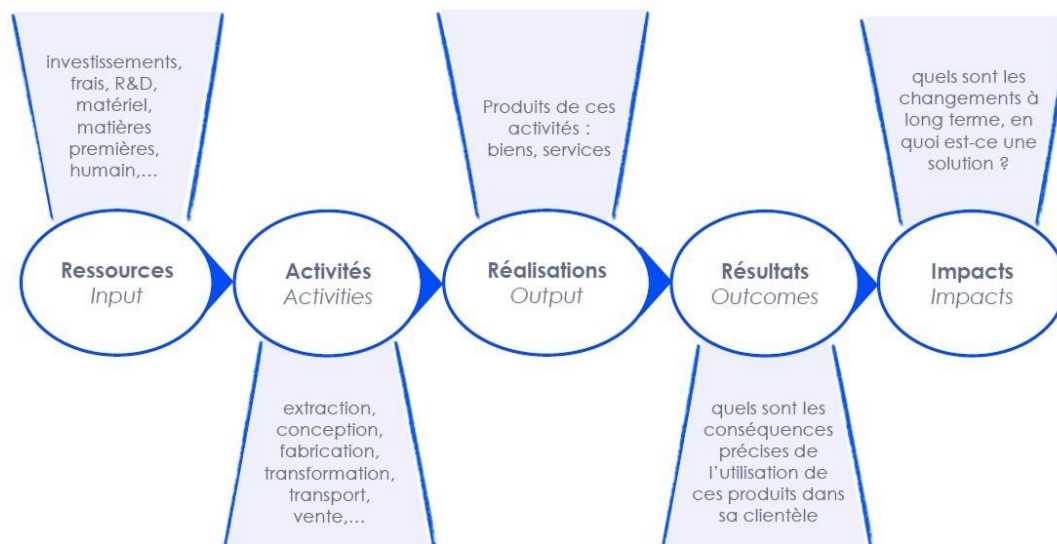 investissements,
frais, R&D,
matériel,
matières
premières,
humain,…
Produits de ces
activités :
biens, services
quels sont les
changements à
long terme, en
quoi est-ce une
solution ?
Ressources
Input
Activités
Activities
Réalisations
Output
Résultats
Outcomes
Impacts
Impacts
extraction,
conception,
fabrication,
transformation,
transport,
vente,…
quels sont les
conséquences
précises de
l’utilisation de
ces produits dans
sa clientèle